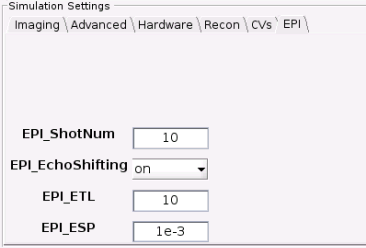 Simulation Settings
Imaging Advanced Hardware Recon CVs EPI
EPI_ShotNum 10
EPI_EchoShifting on
EPI_ETL 10
EPI_ESP 1e-3